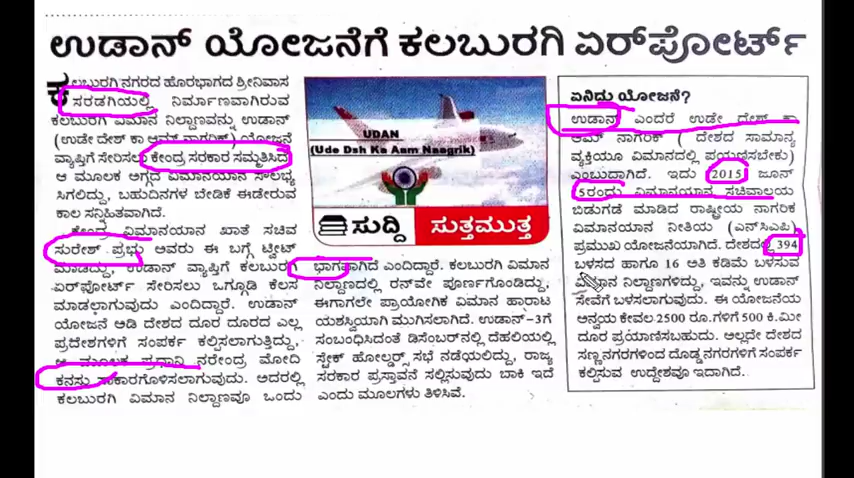 ಉಡಾನ್ ಯೋಜನೆಗೆ ಕಲಬುರಗಿ ಏರ್‌ಪೋರ್ಟ್
ಕಲಬುರಗಿ ನಗರದ ಹೊರಭಾಗದ ಶ್ರೀನಿವಾಸ
ಸರಡಗಿಯಲ್ಲಿ ನಿರ್ಮಾಣವಾಗಿರುವ
ಕಲಬುರಗಿ ವಿಮಾನ ನಿಲ್ದಾಣವನ್ನು ಉಡಾನ್
(ಉಡೇ ದೇಶ್ ಕಾ ಆಮ್ ನಾಗರಿಕ್) ಯೋಜನೆ
ವ್ಯಾಪ್ತಿಗೆ ಸೇರಿಸಲು ಕೇಂದ್ರ ಸರಕಾರ ಸಮ್ಮತಿಸಿದೆ
ಆ ಮೂಲಕ ಅಗ್ಗದ ವಿಮಾನಯಾನ ಸೌಲಭ್ಯ
ಸಿಗಲಿದ್ದು, ಬಹುದಿನಗಳ ಬೇಡಿಕೆ ಈಡೇರುವ
ಕಾಲ ಸನ್ನಿಹಿತವಾಗಿದೆ.
ಕೇಂದ್ರ ವಿಮಾನಯಾನ ಖಾತೆ ಸಚಿವ
ಸುರೇಶ್ ಪ್ರಭು ಅವರು ಈ ಬಗ್ಗೆ ಟ್ವೀಟ್
ಮಾಡಿದ್ದು, ಉಡಾನ್ ವ್ಯಾಪ್ತಿಗೆ ಕಲಬುರಗಿ
ಏರ್‌ಪೋರ್ಟ್ ಸೇರಿಸಲು ಒಗ್ಗೂಡಿ ಕೆಲಸ
ಮಾಡಲಾಗುವುದು ಎಂದಿದ್ದಾರೆ. ಉಡಾನ್
ಯೋಜನೆ ಅಡಿ ದೇಶದ ದೂರ ದೂರದ ಎಲ್ಲ
ಪ್ರದೇಶಗಳಿಗೆ ಸಂಪರ್ಕ ಕಲ್ಪಿಸಲಾಗುತ್ತಿದ್ದು,
ಆ ಮೂಲಕ ಪ್ರಧಾನಿ ನರೇಂದ್ರ ಮೋದಿ
ಕನಸು ಸಾಕಾರಗೊಳಿಸಲಾಗುವುದು. ಅದರಲ್ಲಿ
ಕಲಬುರಗಿ ವಿಮಾನ ನಿಲ್ದಾಣವೂ ಒಂದು
UDAN
(Ude Dsh Ka Aam Naagrik)
ಸುದ್ದಿ ಸುತ್ತಮುತ್ತ
ಭಾಗವಾಗಿದೆ ಎಂದಿದ್ದಾರೆ. ಕಲಬುರಗಿ ವಿಮಾನ
ನಿಲ್ದಾಣದಲ್ಲಿ ರನ್‌ವೇ ಪೂರ್ಣಗೊಂಡಿದ್ದು,
ಈಗಾಗಲೇ ಪ್ರಾಯೋಗಿಕ ವಿಮಾನ ಹಾರಾಟ
ಯಶಸ್ವಿಯಾಗಿ ಮುಗಿಸಲಾಗಿದೆ. ಉಡಾನ್-3ಗೆ
ಸಂಬಂಧಿಸಿದಂತೆ ಡಿಸೆಂಬರ್‌ನಲ್ಲಿ ದೆಹಲಿಯಲ್ಲಿ
ಸ್ಟೇಕ್ ಹೋಲ್ಡರ್ಸ್ ಸಭೆ ನಡೆಯಲಿದ್ದು, ರಾಜ್ಯ
ಸರಕಾರ ಪ್ರಸ್ತಾವನೆ ಸಲ್ಲಿಸುವುದು ಬಾಕಿ ಇದೆ
ಎಂದು ಮೂಲಗಳು ತಿಳಿಸಿವೆ.
ಏನಿದು ಯೋಜನೆ?
ಉಡಾನ್ ಎಂದರೆ ಉಡೇ ದೇಶ್ ಕಾ
ಆಮ್ ನಾಗರಿಕ್ (ದೇಶದ ಸಾಮಾನ್ಯ
ವ್ಯಕ್ತಿಯೂ ವಿಮಾನದಲ್ಲಿ ಪ್ರಯಾಣಿಸಬೇಕು)
ಎಂಬುದಾಗಿದೆ. ಇದು 2015 ಜೂನ್
5ರಂದು ವಿಮಾನಯಾನ ಸಚಿವಾಲಯ
ಬಿಡುಗಡೆ ಮಾಡಿದ ರಾಷ್ಟ್ರೀಯ ನಾಗರಿಕ
ವಿಮಾನಯಾನ ನೀತಿಯ (ಎನ್‌ಸಿಎಪಿ)
ಪ್ರಮುಖ ಯೋಜನೆಯಾಗಿದೆ. ದೇಶದಲ್ಲಿ 394
ಬಳಸದ ಹಾಗೂ 16 ಅತಿ ಕಡಿಮೆ ಬಳಸುವ
ವಿಮಾನ ನಿಲ್ದಾಣಗಳಿದ್ದು, ಇವನ್ನು ಉಡಾನ್
ಸೇವೆಗೆ ಬಳಸಲಾಗುವುದು. ಈ ಯೋಜನೆಯ
ಅನ್ವಯ ಕೇವಲ 2500 ರೂ.ಗಳಿಗೆ 500 ಕಿ.ಮೀ
ದೂರ ಪ್ರಯಾಣಿಸಬಹುದು. ಅಲ್ಲದೇ ದೇಶದ
ಸಣ್ಣ ನಗರಗಳಿಂದ ದೊಡ್ಡ ನಗರಗಳಿಗೆ ಸಂಪರ್ಕ
ಕಲ್ಪಿಸುವ ಉದ್ದೇಶವೂ ಇದಾಗಿದೆ.